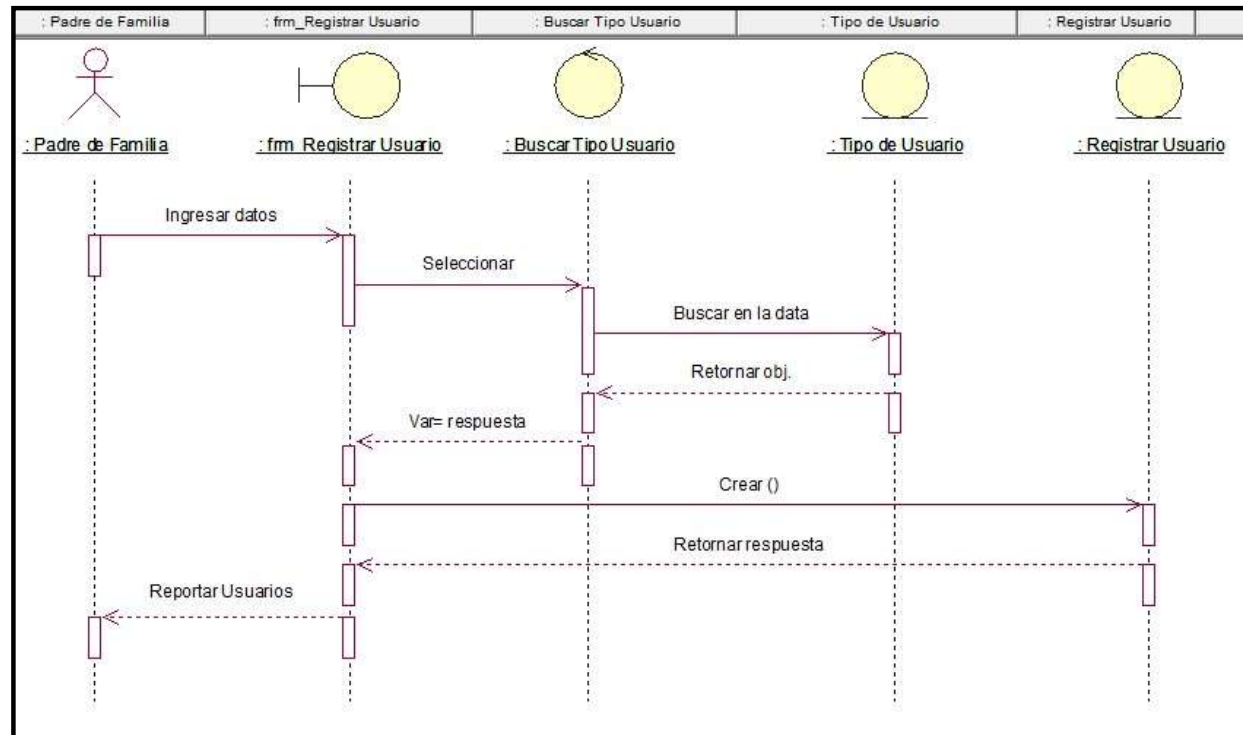 : Padre de Familia
: frm_Registrar Usuario
: Buscar Tipo Usuario
: Tipo de Usuario
: Registrar Usuario
: Padre de Familia
: frm_Registrar Usuario
: Buscar Tipo Usuario
: Tipo de Usuario
: Registrar Usuario
Ingresar datos
Seleccionar
Buscar en la data
Retornar obj.
Var= respuesta
Crear ()
Retornar respuesta
Reportar Usuarios